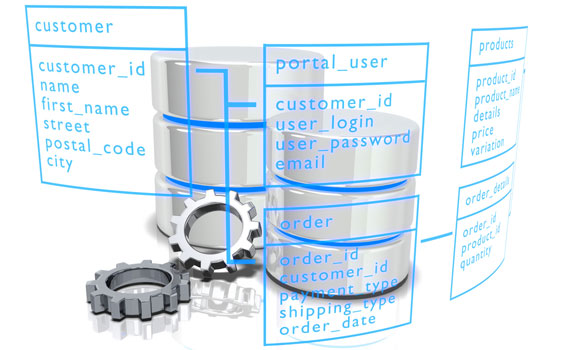 customer
customer_id
name
first_name
street
postal_code
city
portal_user
customer_id
user_login
user_password
email
order
order_id
customer_id
payment_type
shipping_type
order_date
products
product_id
product_name
details
price
variation
order_details
order_id
product_id
quantity